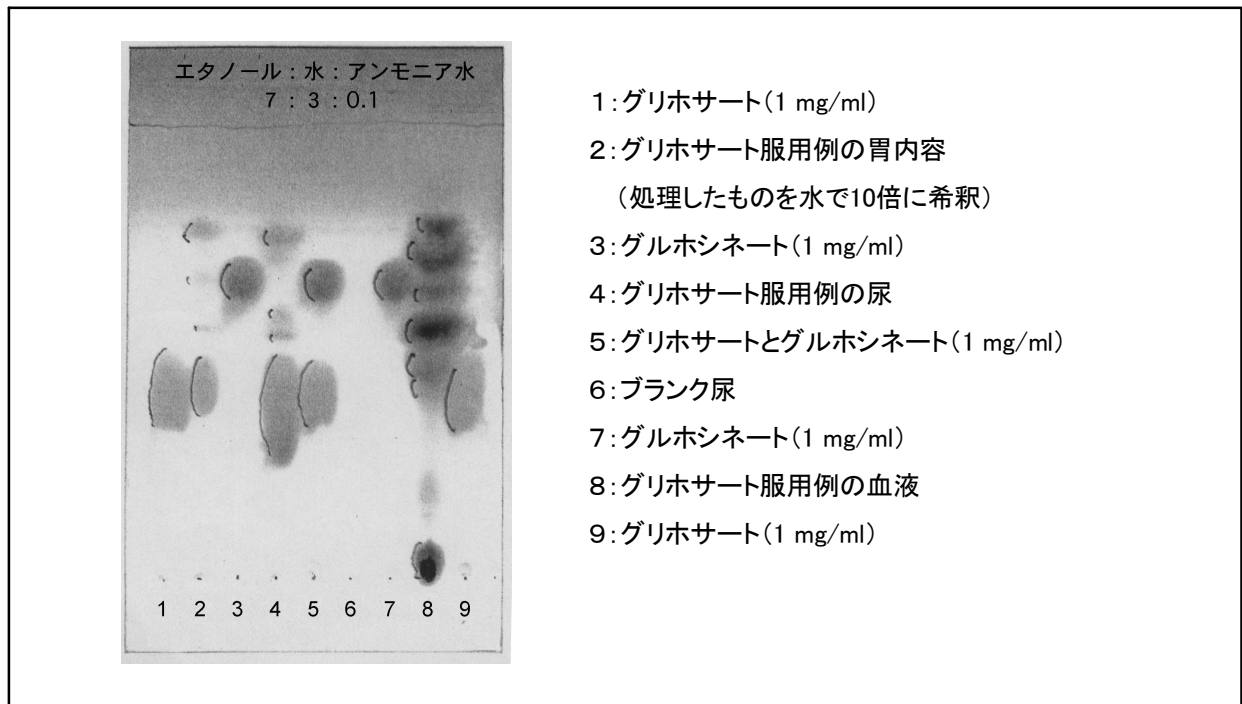 エタノール：水：アンモニア水
7 ： 3 ：0.1
1 2 3 4 5 6 7 8 9
1：グリホサート（1 mg/ml）
2：グリホサート服用例の胃内容
（処理したものを水で10倍に希釈）
3：グルホシネート（1 mg/ml）
4：グリホサート服用例の尿
5：グリホサートとグルホシネート（1 mg/ml）
6：ブランク尿
7：グルホシネート（1 mg/ml）
8：グリホサート服用例の血液
9：グリホサート（1 mg/ml）